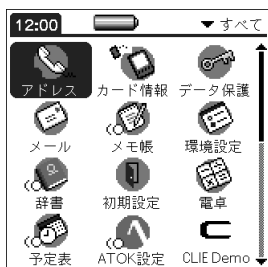 12:00 すべて
アドレス カード情報 データ保護
メール メモ帳 環境設定
辞書 初期設定 電卓
予定表 ATOK設定 CLIE Demo